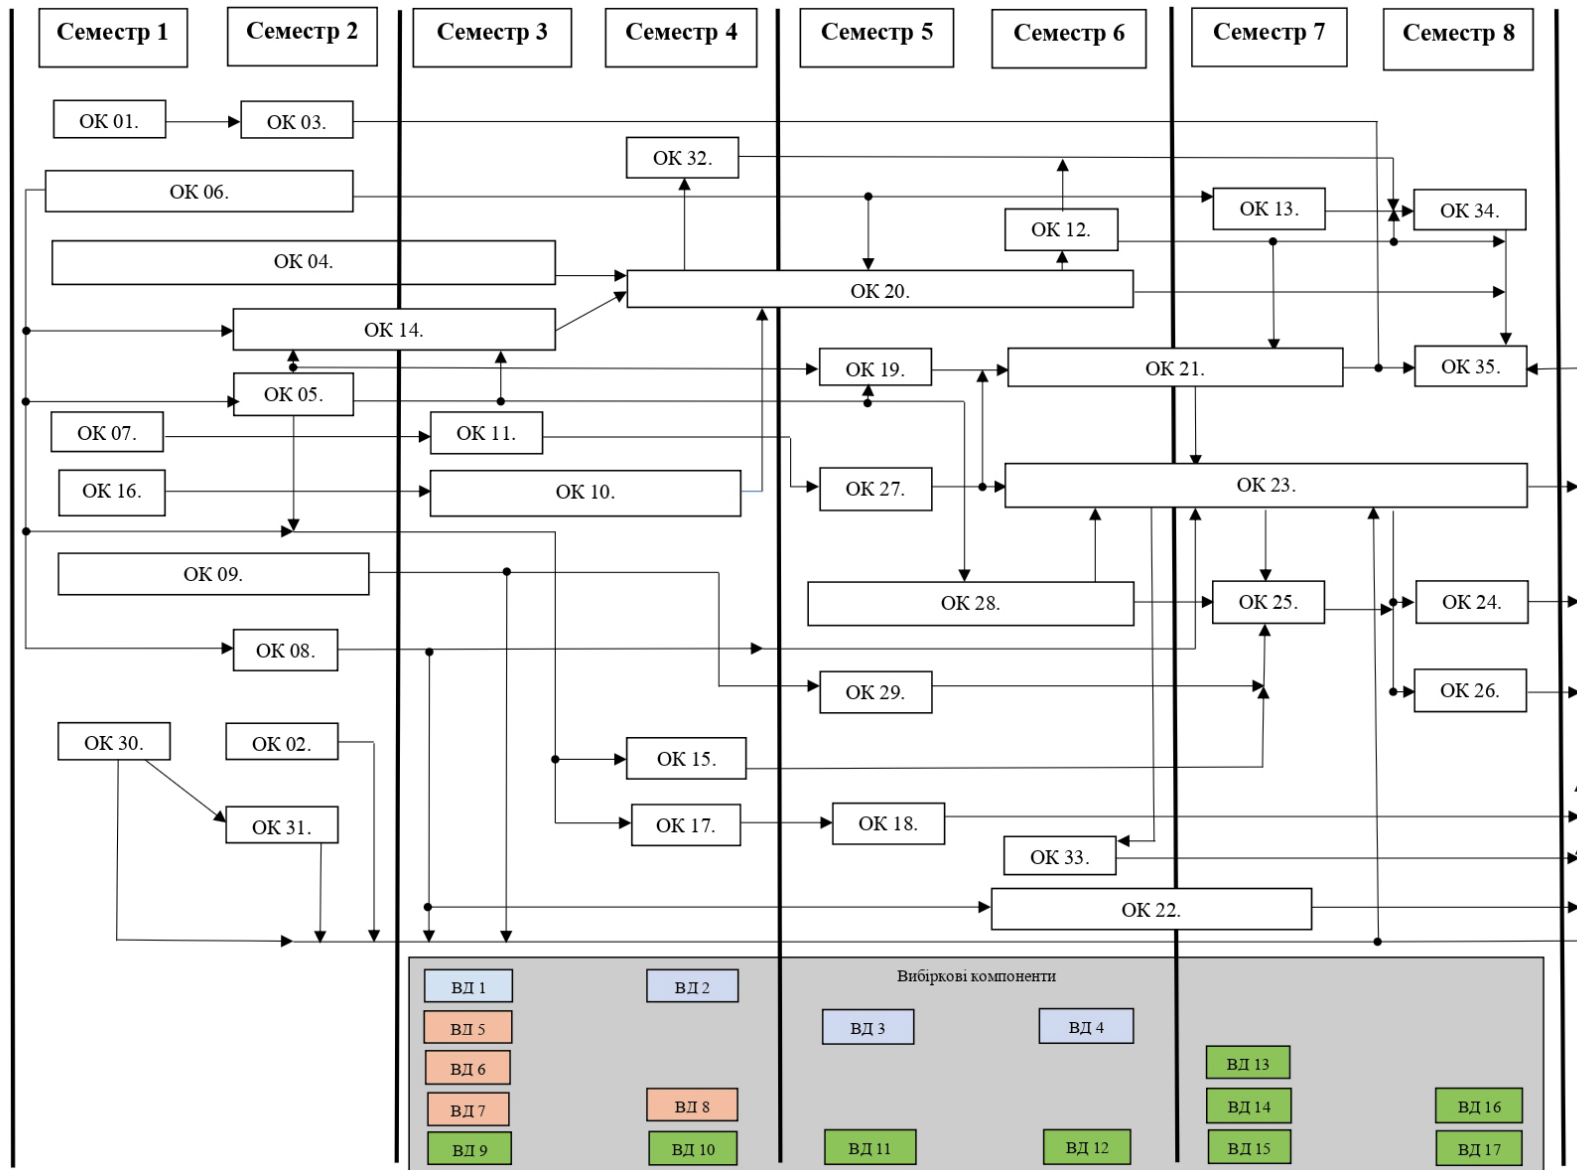 Семестр 1
Семестр 2
Семестр 3
Семестр 4
Семестр 5
Семестр 6
Семестр 7
Семестр 8
ОК 01.
ОК 03.
ОК 32.
ОК 06.
ОК 13.
ОК 34.
ОК 12.
ОК 04.
ОК 20.
ОК 14.
ОК 19.
ОК 21.
ОК 35.
ОК 05.
ОК 07.
ОК 11.
ОК 16.
ОК 10.
ОК 27.
ОК 23.
ОК 09.
ОК 28.
ОК 25.
ОК 24.
ОК 08.
ОК 29.
ОК 26.
ОК 30.
ОК 02.
ОК 15.
ОК 31.
ОК 17.
ОК 18.
ОК 33.
ОК 22.
Вибіркові компоненти
ВД 1
ВД 2
ВД 5
ВД 3
ВД 4
ВД 6
ВД 13
ВД 7
ВД 8
ВД 14
ВД 16
ВД 9
ВД 10
ВД 11
ВД 12
ВД 15
ВД 17